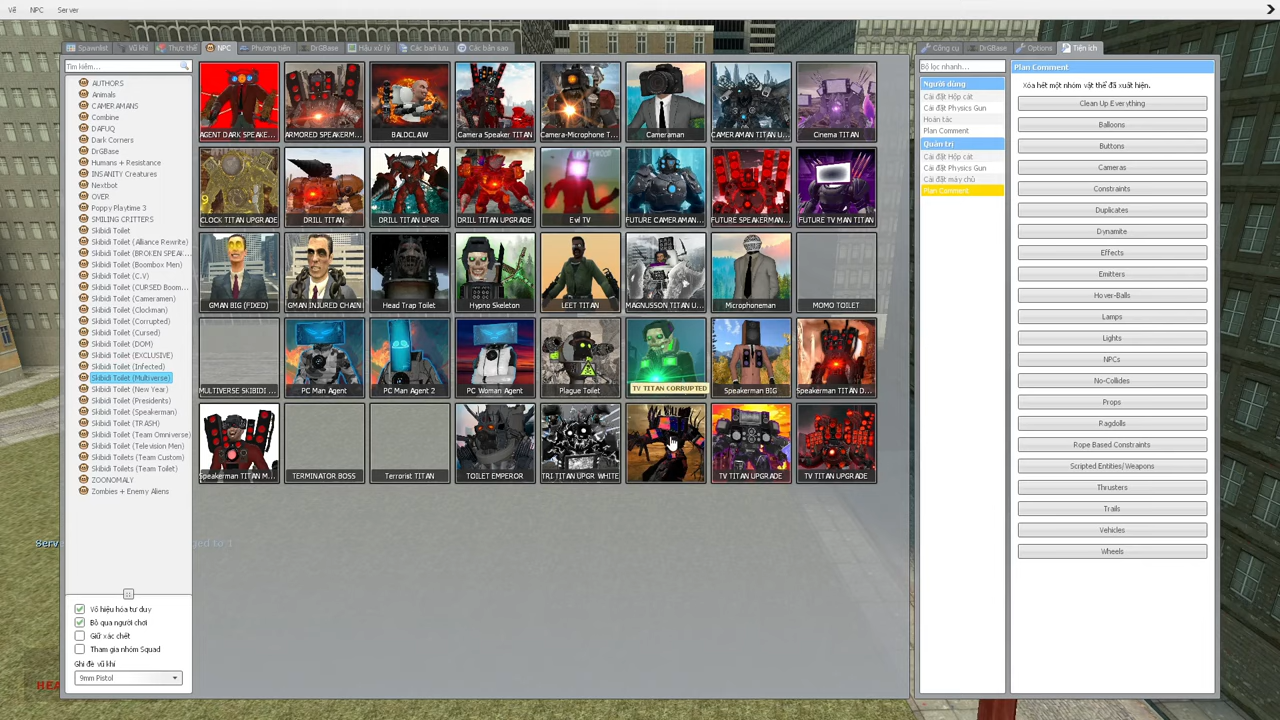 Vẽ NPC Server
Spawnlist Vũ khí Thực thể NPC Phương tiện DrGBase Hậu xử lý Các bản lưu Các bản sao
Công cụ DrGBase Options Tiện ích
Tìm kiếm...
AUTHORS
Animals
CAMERAMANS
Combine
DAFUQ
Dark Corners
DrGBase
Humans + Resistance
INSANITY Creatures
Nextbot
OVER
Poppy Playtime 3
SMILING CRITTERS
Skibidi Toilet
Skibidi Toilet (Alliance Rewrite)
Skibidi Toilet (BROKEN SPEAK...
Skibidi Toilet (Boombox Men)
Skibidi Toilet (C.V)
Skibidi Toilet (CURSED Boom...
Skibidi Toilet (Cameramen)
Skibidi Toilet (Clockman)
Skibidi Toilet (Corrupted)
Skibidi Toilet (Cursed)
Skibidi Toilet (DOM)
Skibidi Toilet (EXCLUSIVE)
Skibidi Toilet (Infected)
Skibidi Toilet (Multiverse)
Skibidi Toilet (New Year)
Skibidi Toilet (Presidents)
Skibidi Toilet (Speakerman)
Skibidi Toilet (TRASH)
Skibidi Toilet (Team Omniverse)
Skibidi Toilet (Television Men)
Skibidi Toilets (Team Custom)
Skibidi Toilets (Team Toilet)
ZOONOMALY
Zombies + Enemy Aliens
Vô hiệu hóa tư duy
Bỏ qua người chơi
Giữ xác chết
Tham gia nhóm Squad
Ghi đè vũ khí
9mm Pistol
AGENT DARK SPEAKE... ARMORED SPEAKERM... BALDCLAW Camera Speaker TITAN Camera-Microphone T... Cameraman CAMERAMAN TITAN U... Cinema TITAN
CLOCK TITAN UPGRADE DRILL TITAN DRILL TITAN UPGR DRILL TITAN UPGRADE Evil TV FUTURE CAMERAMAN... FUTURE SPEAKERMAN... FUTURE TV MAN TITAN
GMAN BIG (FIXED) GMAN INJURED CHAIN Head Trap Toilet Hypno Skeleton LEET TITAN MAGNUSSON TITAN U... Microphoneman MOMO TOILET
MULTIVERSE SKIBIDI ... PC Man Agent PC Man Agent 2 PC Woman Agent Plague Toilet TV TITAN CORRUPTED Speakerman BIG Speakerman TITAN D...
Speakerman TITAN M... TERMINATOR BOSS Terrorist TITAN TOILET EMPEROR TRI TITAN UPGR WHITE TV TITAN UPGRADE TV TITAN UPGRADE
Bộ lọc nhanh...
Người dùng
Cài đặt Hộp cát
Cài đặt Physics Gun
Hoàn tác
Plan Comment
Quản trị
Cài đặt Hộp cát
Cài đặt Physics Gun
Cài đặt máy chủ
Plan Comment
Plan Comment
Xóa hết một nhóm vật thể đã xuất hiện.
Clean Up Everything
Balloons
Buttons
Cameras
Constraints
Duplicates
Dynamite
Effects
Emitters
Hover-Balls
Lamps
Lights
NPCs
No-Collides
Props
Ragdolls
Rope Based Constraints
Scripted Entities/Weapons
Thrusters
Trails
Vehicles
Wheels